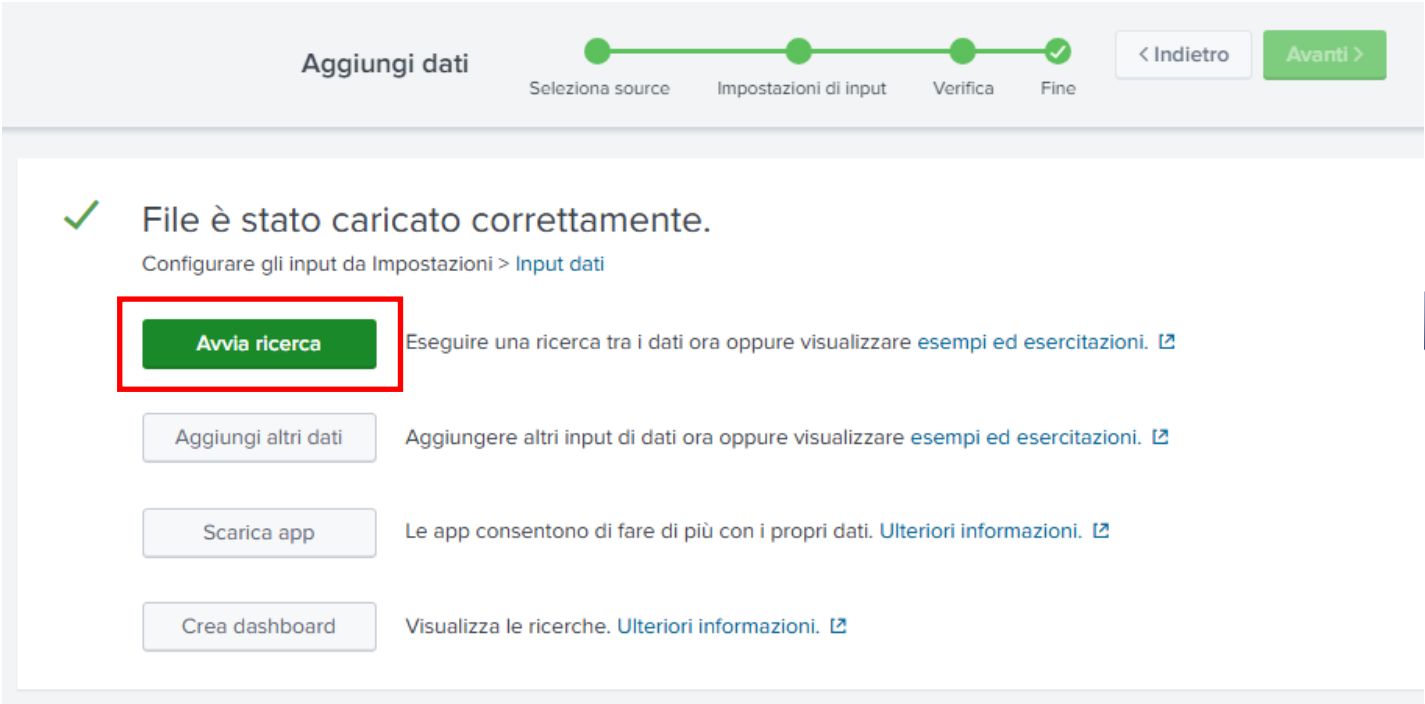 Aggiungi dati
Seleziona source
Impostazioni di input
Verifica
Fine
< Indietro
Avanti >
File è stato caricato correttamente.
Configurare gli input da Impostazioni > Input dati
Avvia ricerca
Eseguire una ricerca tra i dati ora oppure visualizzare esempi ed esercitazioni.
Aggiungi altri dati
Aggiungere altri input di dati ora oppure visualizzare esempi ed esercitazioni.
Scarica app
Le app consentono di fare di più con i propri dati. Ulteriori informazioni.
Crea dashboard
Visualizza le ricerche. Ulteriori informazioni.